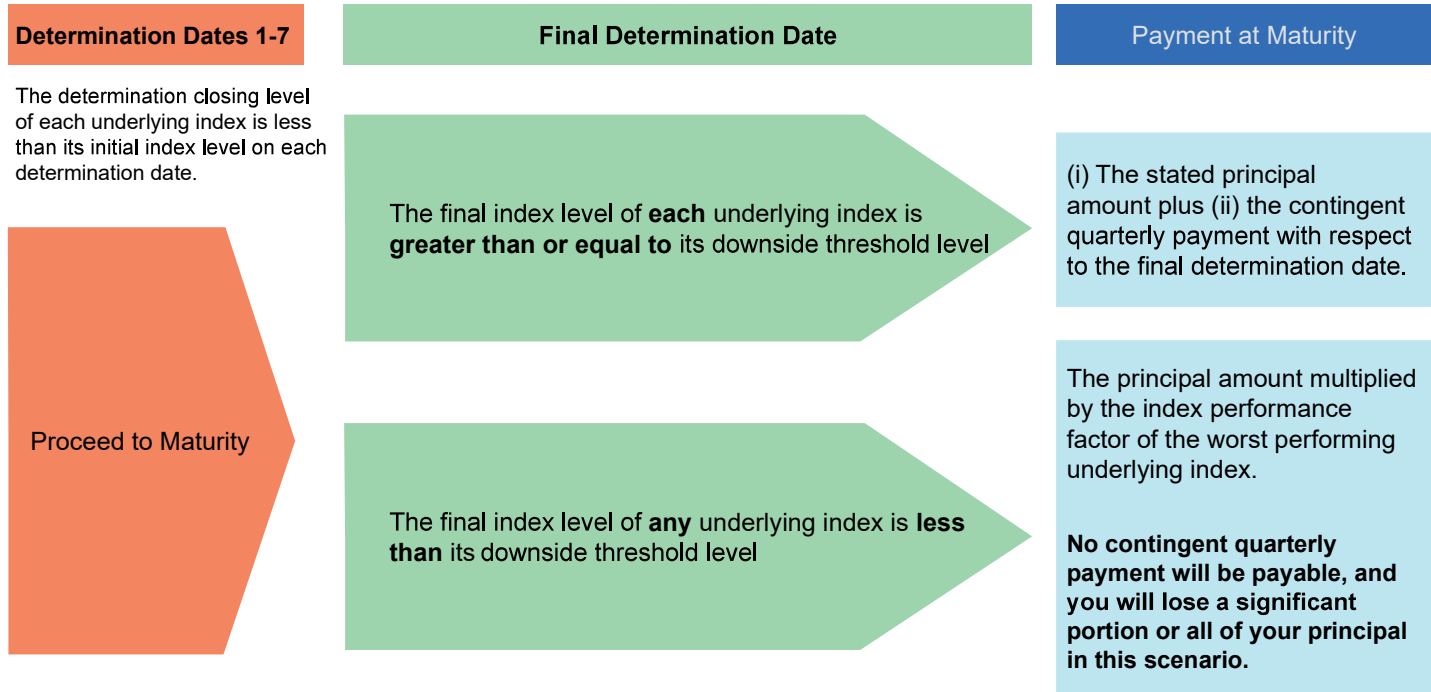 Determination Dates 1-7
Final Determination Date
Payment at Maturity
The determination closing level
of each underlying index is less
than its initial index level on each
determination date.
Proceed to Maturity
The final index level of each underlying index is
greater than or equal to its downside threshold level
(i) The stated principal
amount plus (ii) the contingent
quarterly payment with respect
to the final determination date.
The final index level of any underlying index is less
than its downside threshold level
The principal amount multiplied
by the index performance
factor of the worst performing
underlying index.
No contingent quarterly
payment will be payable, and
you will lose a significant
portion or all of your principal
in this scenario.